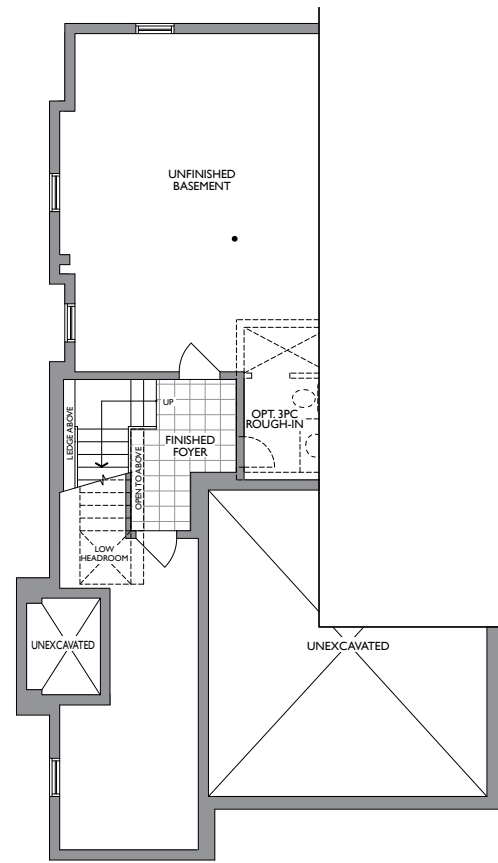 UNFINISHED
BASEMENT
UP
LEDGE ABOVE
OPEN TO ABOVE
FINISHED
FOYER
OPT. 3PC
ROUGH-IN
LOW
HEADROOM
UNEXCAVATED
UNEXCAVATED